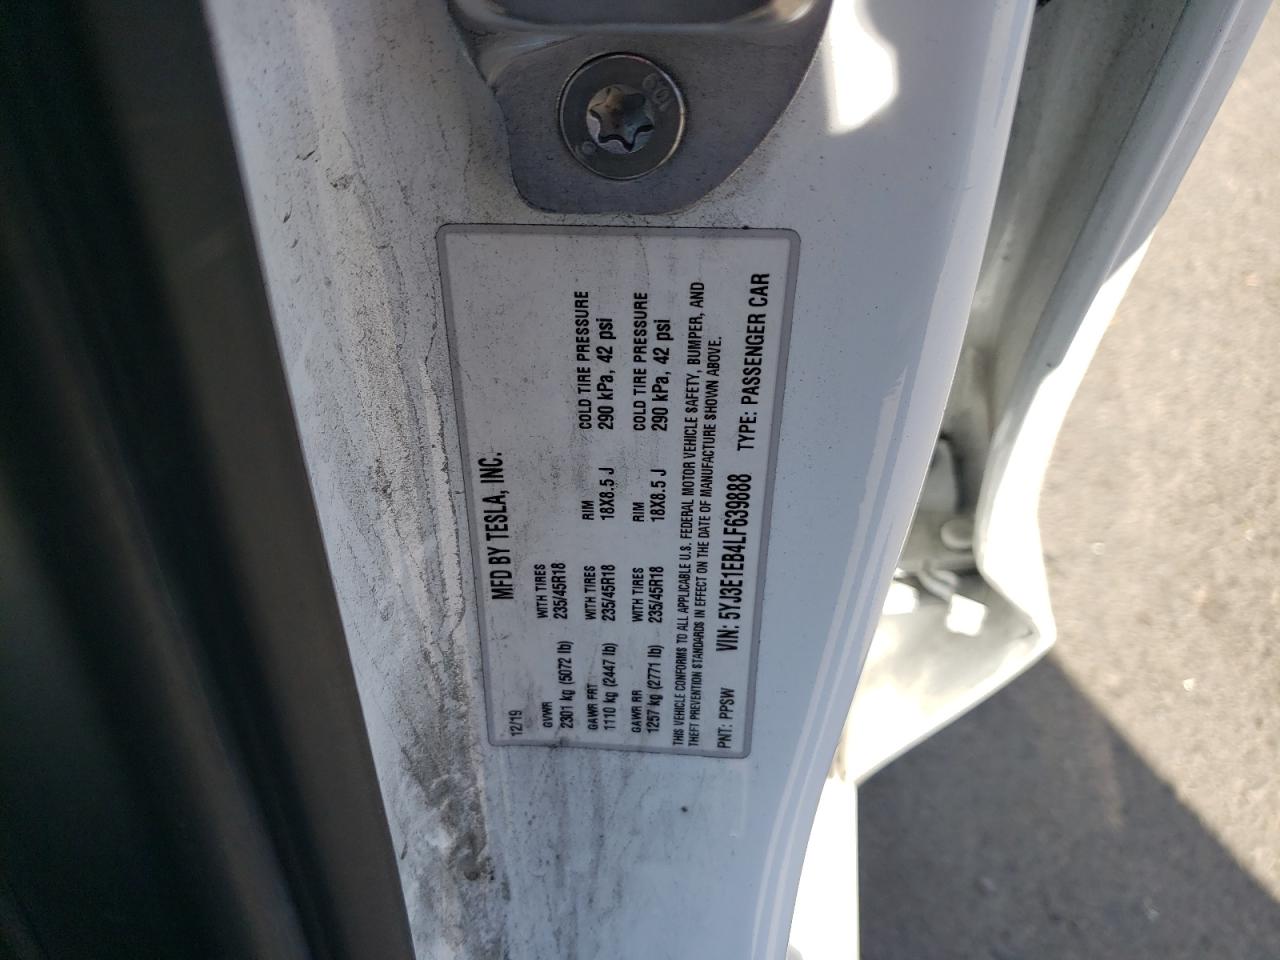 12/19 MFD BY TESLA, INC.
GVWR WITH TIRES
2301 kg (5072 lb) 235/45R18
GAWR FRT WITH TIRES RIM COLD TIRE PRESSURE
1110 kg (2447 lb) 235/45R18 18X8.5 J 290 kPa, 42 psi
GAWR RR WITH TIRES RIM COLD TIRE PRESSURE
1257 kg (2771 lb) 235/45R18 18X8.5 J 290 kPa, 42 psi
THIS VEHICLE CONFORMS TO ALL APPLICABLE U.S. FEDERAL MOTOR VEHICLE SAFETY, BUMPER, AND
THEFT PREVENTION STANDARDS IN EFFECT ON THE DATE OF MANUFACTURE SHOWN ABOVE.
PNT: PPSW VIN: 5YJ3E1EB4LF639888 TYPE: PASSENGER CAR